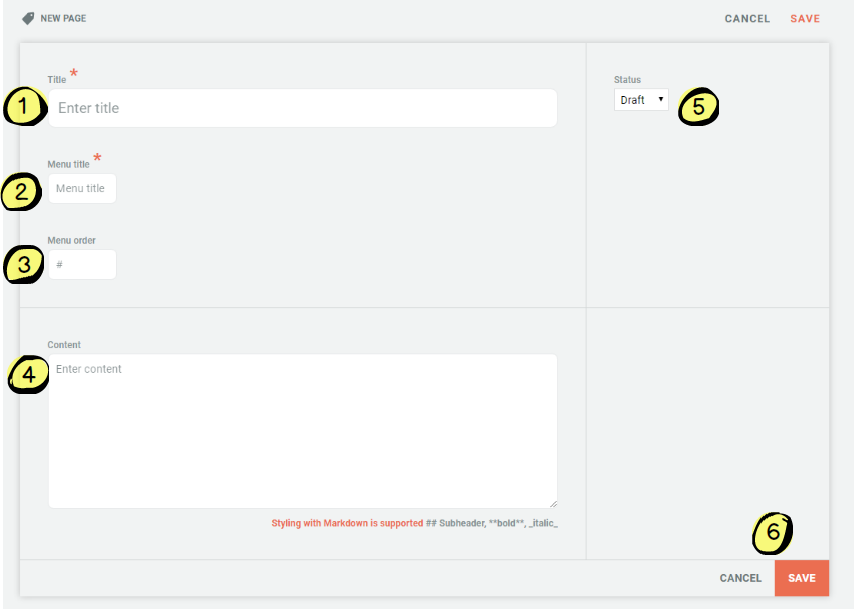 NEW PAGE CANCEL SAVE
Title *
1 Enter title
Status
Draft 5
Menu title *
2 Menu title
Menu order
3 #
Content
4 Enter content
Styling with Markdown is supported ## Subheader, **bold**, _italic_
6
CANCEL SAVE